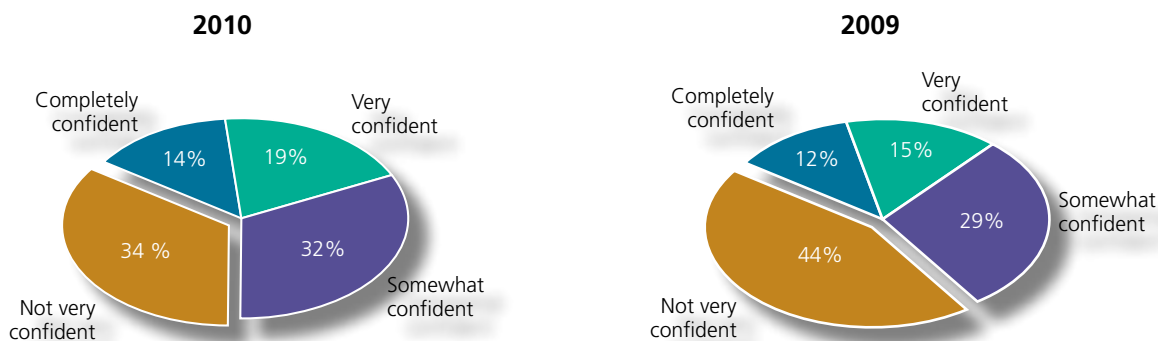 2010
Completely
confident
Very
confident
14%
19%
34 %
32%
Not very
confident
Somewhat
confident
2009
Completely
confident
Very
confident
12%
15%
Somewhat
confident
29%
44%
Not very
confident